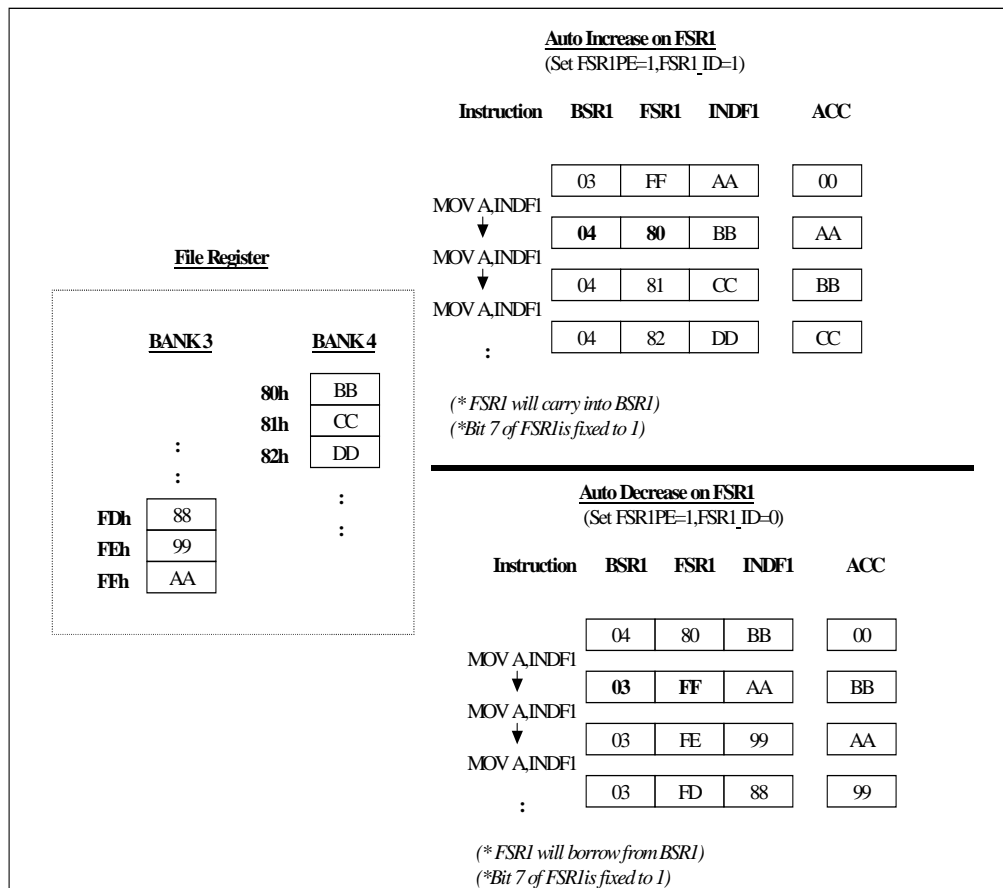 Auto Increase on FSR1
(Set FSR1PE=1,FSR1_ID=1)
Instruction BSR1 FSR1 INDF1 ACC
03 FF AA 00
MOV A,INDF1
04 80 BB AA
MOV A,INDF1
04 81 CC BB
MOV A,INDF1
04 82 DD CC
:
(* FSR1 will carry into BSR1)
(*Bit 7 of FSR1is fixed to 1)
File Register
BANK 3 BANK 4
80h BB
81h CC
82h DD
:
:
:
:
FDh 88
FEh 99
FFh AA
Auto Decrease on FSR1
(Set FSR1PE=1,FSR1_ID=0)
Instruction BSR1 FSR1 INDF1 ACC
04 80 BB 00
MOV A,INDF1
03 FF AA BB
MOV A,INDF1
03 FE 99 AA
MOV A,INDF1
03 FD 88 99
:
(* FSR1 will borrow from BSR1)
(*Bit 7 of FSR1is fixed to 1)